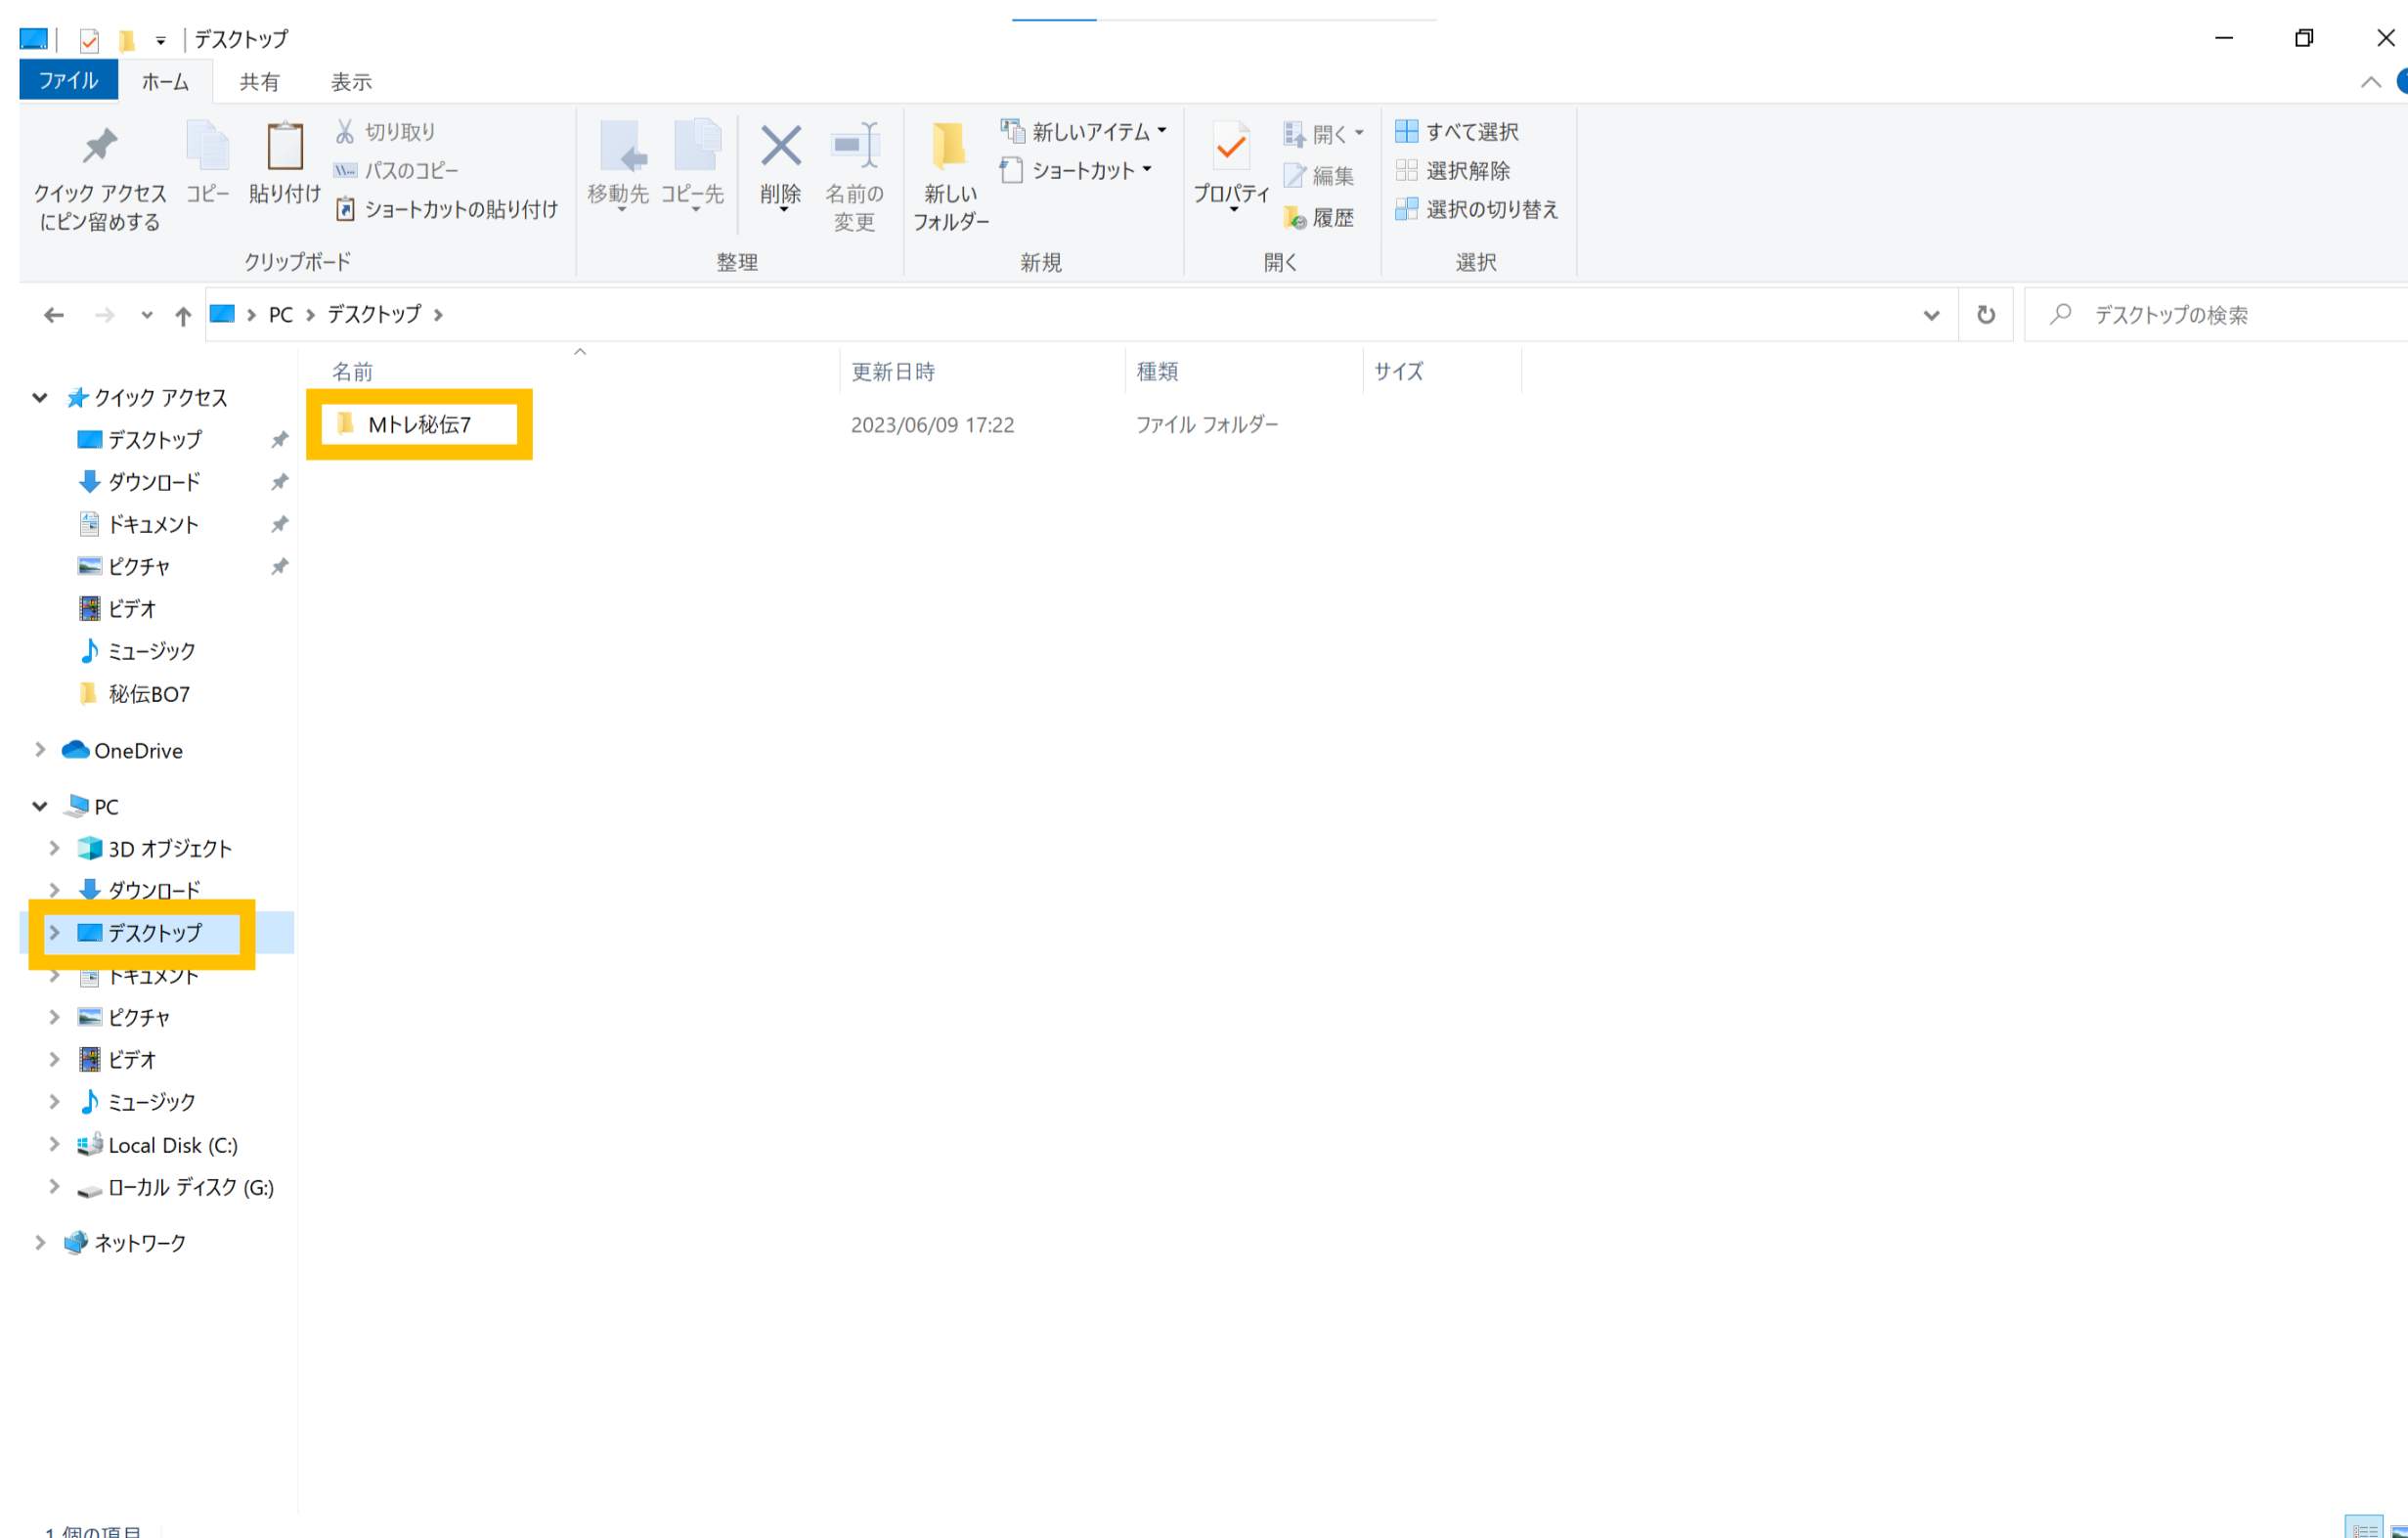 デスクトップ
ファイル ホーム 共有 表示
クイック アクセス
にピン留めする
コピー
貼り付け
切り取り
パスのコピー
ショートカットの貼り付け
クリップボード
移動先
コピー先
削除
名前の
変更
整理
新しい
フォルダー
新しいアイテム
ショートカット
新規
プロパティ
開く
編集
履歴
開く
すべて選択
選択解除
選択の切り替え
選択
PC デスクトップ
デスクトップの検索
名前 更新日時 種類 サイズ
Mトレ秘伝7 2023/06/09 17:22 ファイル フォルダー
クイック アクセス
デスクトップ
ダウンロード
ドキュメント
ピクチャ
ビデオ
ミュージック
秘伝BO7
OneDrive
PC
3D オブジェクト
ダウンロード
デスクトップ
ドキュメント
ピクチャ
ビデオ
ミュージック
Local Disk (C:)
ローカル ディスク (G:)
ネットワーク
1 個の項目